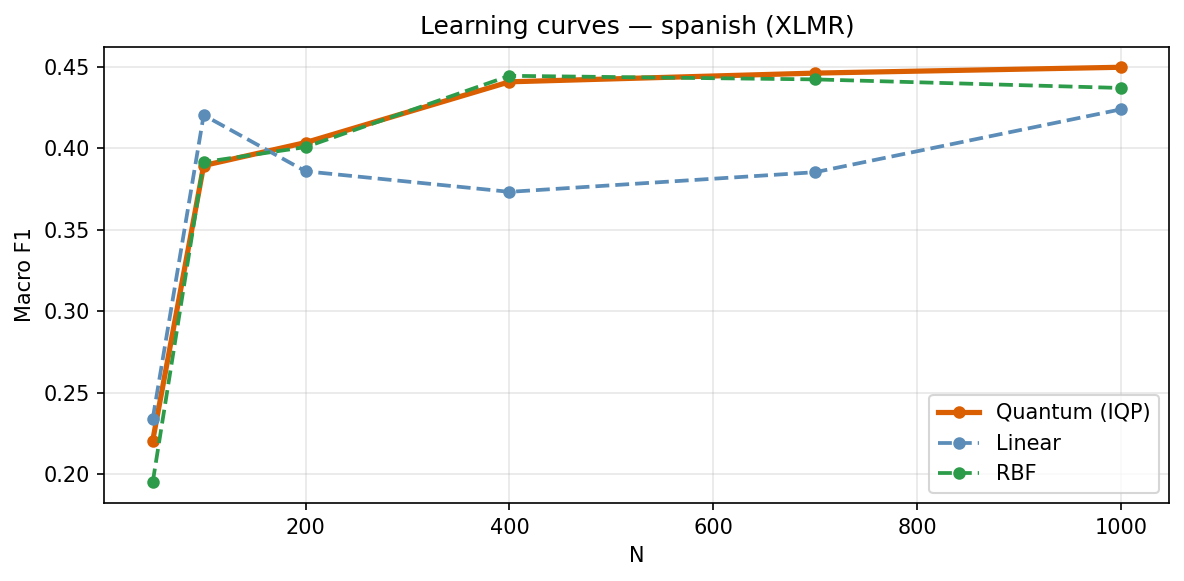 Learning curves — spanish (XLMR)
Macro F1
0.45
0.40
0.35
0.30
0.25
0.20
200
400
600
800
1000
N
Quantum (IQP)
Linear
RBF